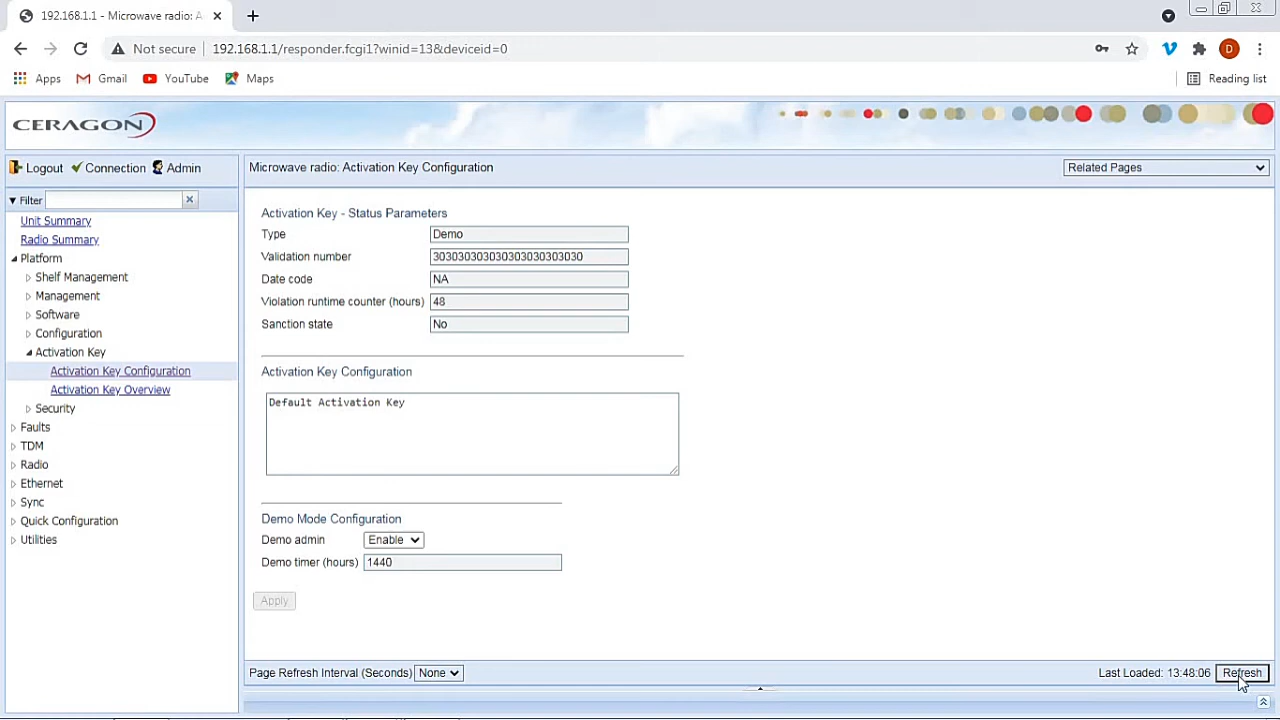 192.168.1.1 - Microwave radio: A
Not secure
192.168.1.1/responder.fcgi1?winid=13&deviceid=0
D
Apps
Gmail
YouTube
Maps
Reading list
CERAGON
Logout
Connection
Admin
Filter
Unit Summary
Radio Summary
Platform
Shelf Management
Management
Software
Configuration
Activation Key
Activation Key Configuration
Activation Key Overview
Security
Faults
TDM
Radio
Ethernet
Sync
Quick Configuration
Utilities
Microwave radio: Activation Key Configuration
Related Pages
Activation Key - Status Parameters
Type Demo
Validation number 303030303030303030303030
Date code NA
Violation runtime counter (hours) 48
Sanction state No
Activation Key Configuration
Default Activation Key
Demo Mode Configuration
Demo admin Enable
Demo timer (hours) 1440
Apply
Page Refresh Interval (Seconds) None
Last Loaded: 13:48:06 Refresh